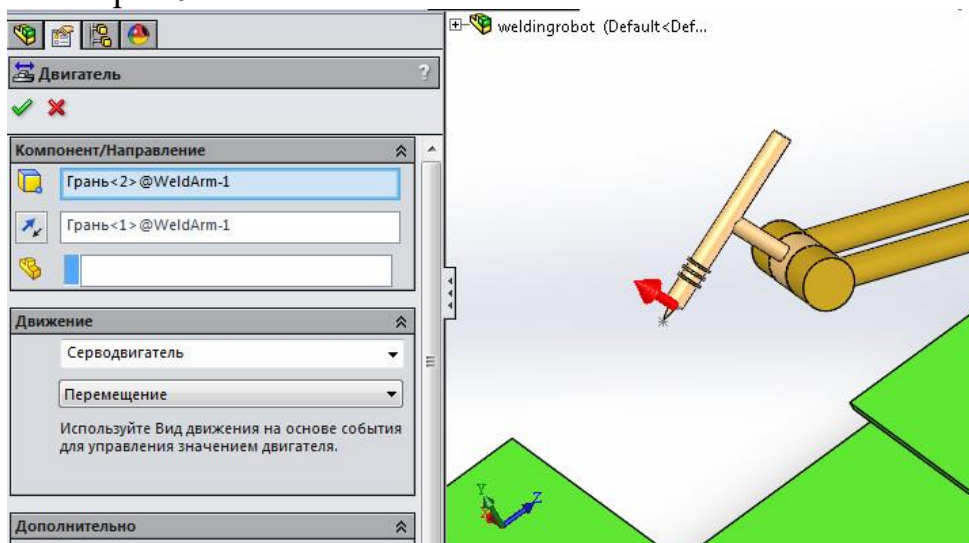 weldingrobot (Default<Def...
Двигатель ?
Компонент/Направление
Грань<2>@WeldArm-1
Грань<1>@WeldArm-1
Движение
Серводвигатель
Перемещение
Используйте Вид движения на основе события
для управления значением двигателя.
Дополнительно
Y
Z